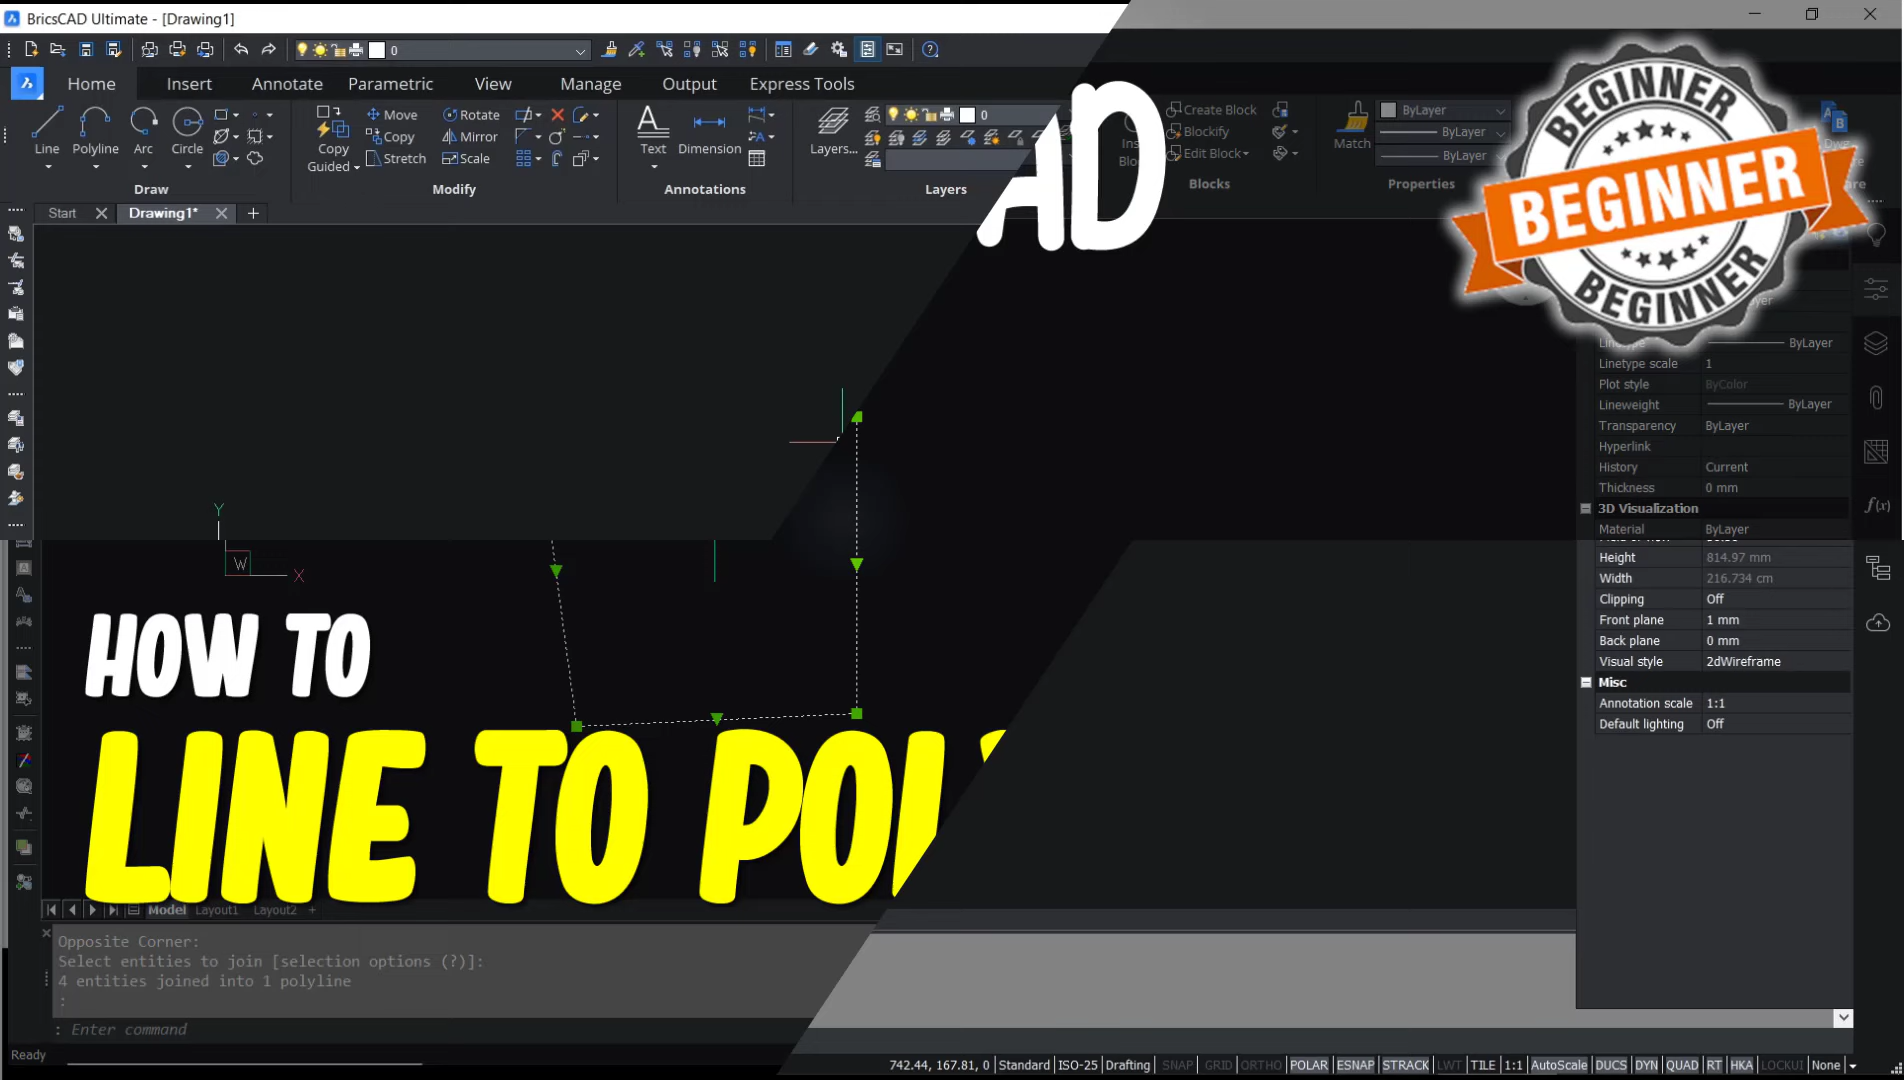 BricsCAD Ultimate - [Drawing1]
0
Home Insert Annotate Parametric View Manage Output Express Tools
Line Polyline Arc Circle
Copy Guided
Move
Copy
Stretch
Rotate
Mirror
Scale
Text Dimension
Layers...
0
Create Block
Blockify
Edit Block
Match
ByLayer
ByLayer
ByLayer
Draw Modify Annotations Layers Blocks Properties
Start Drawing1*
AD
BEGINNER
BEGINNER
BEGINNER
Linetype ByLayer
Linetype scale 1
Plot style ByColor
Lineweight ByLayer
Transparency ByLayer
Hyperlink
History Current
Thickness 0 mm
3D Visualization
Material ByLayer
Height 814.97 mm
Width 216.734 cm
Clipping Off
Front plane 1 mm
Back plane 0 mm
Visual style 2dWireframe
Misc
Annotation scale 1:1
Default lighting Off
Y
W X
HOW TO
LINE TO POL
Model Layout1 Layout2 +
Opposite Corner:
Select entities to join [selection options (?)]:
4 entities joined into 1 polyline
:
: Enter command
Ready
742.44, 167.81, 0 Standard ISO-25 Drafting SNAP GRID ORTHO POLAR ESNAP STRACK LWT TILE 1:1 AutoScale DUCS DYN QUAD RT HKA LOCKUI None